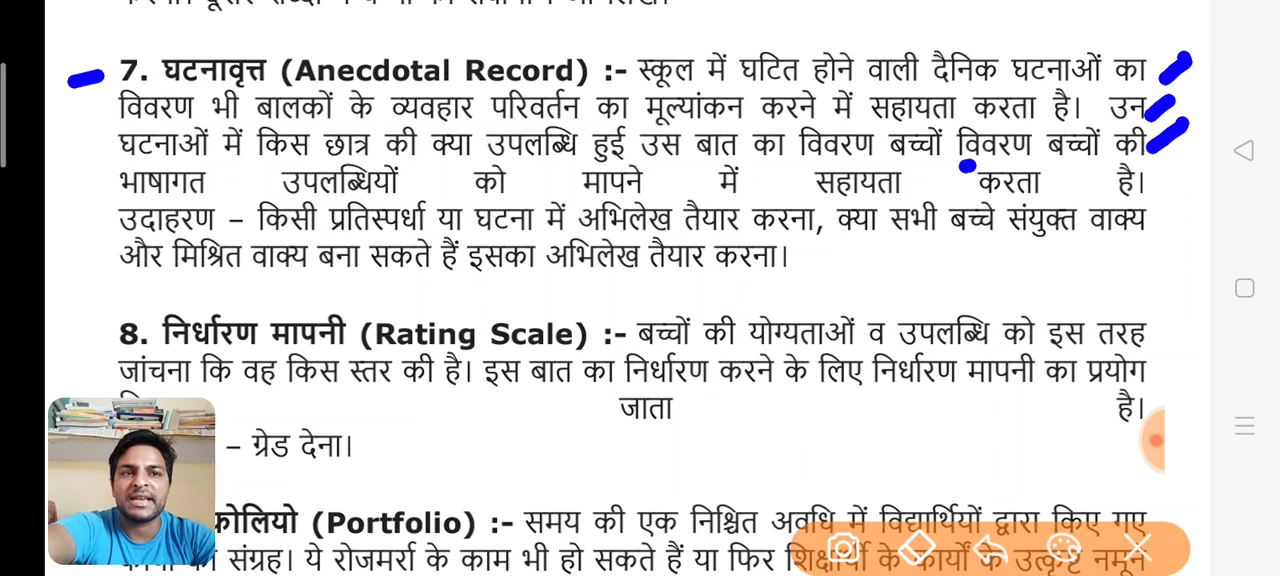 7. घटनावृत्त (Anecdotal Record) :- स्कूल में घटित होने वाली दैनिक घटनाओं का
विवरण भी बालकों के व्यवहार परिवर्तन का मूल्यांकन करने में सहायता करता है। उन
घटनाओं में किस छात्र की क्या उपलब्धि हुई उस बात का विवरण बच्चों विवरण बच्चों की
भाषागत उपलब्धियों को मापने में सहायता करता है।
उदाहरण – किसी प्रतिस्पर्धा या घटना में अभिलेख तैयार करना, क्या सभी बच्चे संयुक्त वाक्य
और मिश्रित वाक्य बना सकते हैं इसका अभिलेख तैयार करना।
8. निर्धारण मापनी (Rating Scale) :- बच्चों की योग्यताओं व उपलब्धि को इस तरह
जांचना कि वह किस स्तर की है। इस बात का निर्धारण करने के लिए निर्धारण मापनी का प्रयोग
जाता है।
– ग्रेड देना।
(Portfolio) :- समय की एक निश्चित अवधि में विद्यार्थियों द्वारा किए गए
संग्रह। ये रोजमर्रा के काम भी हो सकते हैं या फिर शिक्षार्थी के कार्यों के उत्कृष्ट नमूने